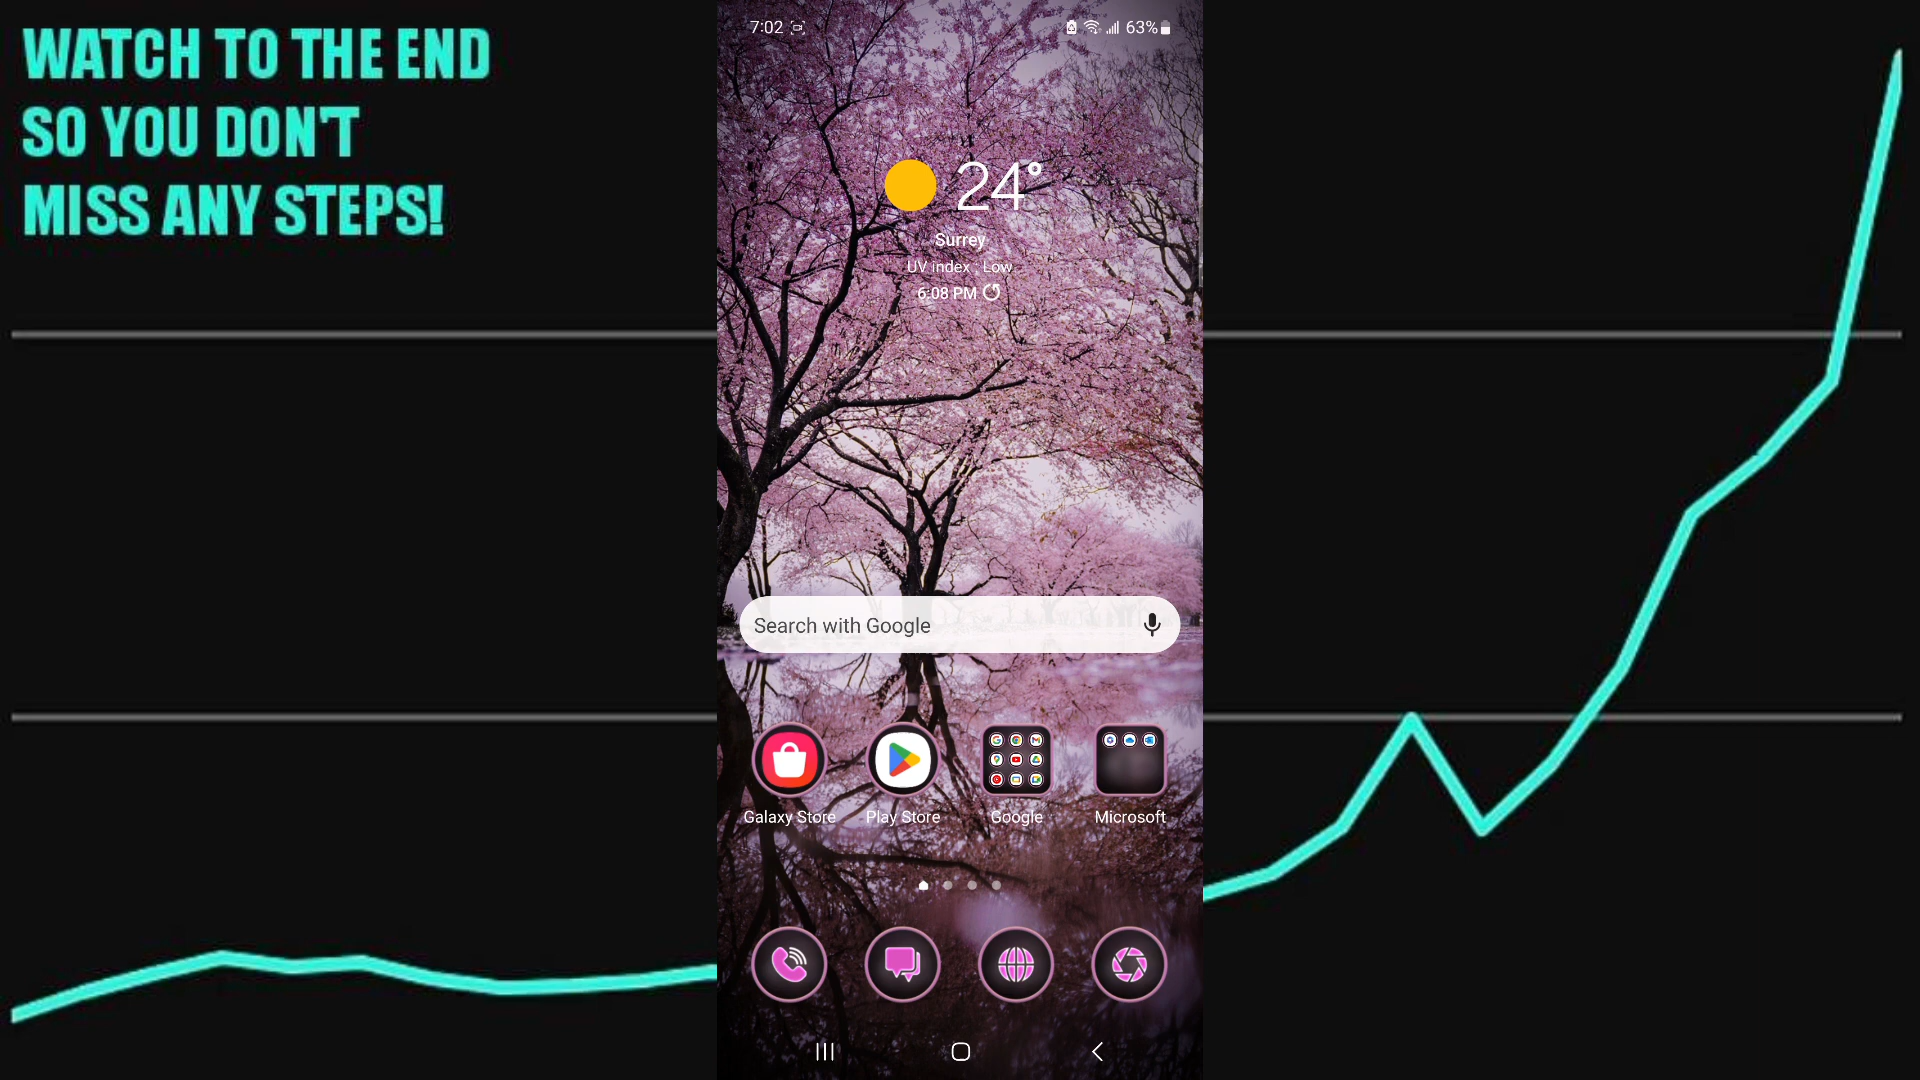 WATCH TO THE END
SO YOU DON'T
MISS ANY STEPS!
7:02
63%
24°
Surrey
UV index : Low
6:08 PM
Search with Google
Galaxy Store
Play Store
Google
Microsoft